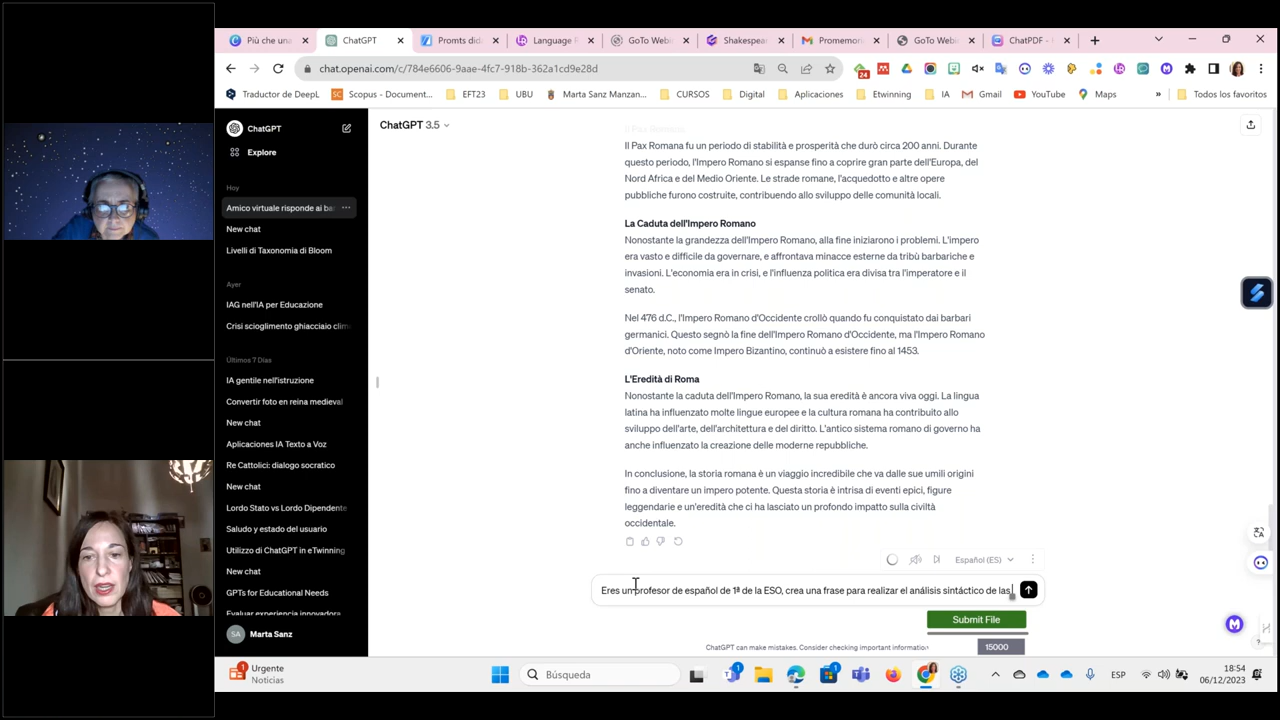 Più che una
ChatGPT
Promts did
Language F
GoTo Webi
Shakespear
Promemor
GoTo Webi
ChatPDF -
chat.openai.com/c/784e6606-9aae-4fc7-918b-362a1cd9e28d
24
Traductor de DeepL
Scopus - Document...
EFT23
UBU
Marta Sanz Manzan...
CURSOS
Digital
Aplicaciones
Etwinning
IA
Gmail
YouTube
Maps
»
Todos los favoritos
ChatGPT
Explore
Hoy
Amico virtuale risponde ai ba
New chat
Livelli di Taxonomia di Bloom
Ayer
IAG nell'IA per Educazione
Crisi scioglimento ghiacciaio clim
Últimos 7 Días
IA gentile nell'istruzione
Convertir foto en reina medieval
New chat
Aplicaciones IA Texto a Voz
Re Cattolici: dialogo socratico
New chat
Lordo Stato vs Lordo Dipendente
Saludo y estado del usuario
Utilizzo di ChatGPT in eTwinning
New chat
GPTs for Educational Needs
Evaluar experiencia innovadora
SA Marta Sanz
ChatGPT 3.5
Il Pax Romana fu un periodo di stabilità e prosperità che durò circa 200 anni. Durante
questo periodo, l'Impero Romano si espanse fino a coprire gran parte dell'Europa, del
Nord Africa e del Medio Oriente. Le strade romane, l'acquedotto e altre opere
pubbliche furono costruite, contribuendo allo sviluppo delle comunità locali.
La Caduta dell'Impero Romano
Nonostante la grandezza dell'Impero Romano, alla fine iniziarono i problemi. L'impero
era vasto e difficile da governare, e affrontava minacce esterne da tribù barbariche e
invasioni. L'economia era in crisi, e l'influenza politica era divisa tra l'imperatore e il
senato.
Nel 476 d.C., l'Impero Romano d'Occidente crollò quando fu conquistato dai barbari
germanici. Questo segnò la fine dell'Impero Romano d'Occidente, ma l'Impero Romano
d'Oriente, noto come Impero Bizantino, continuò a esistere fino al 1453.
L'Eredità di Roma
Nonostante la caduta dell'Impero Romano, la sua eredità è ancora viva oggi. La lingua
latina ha influenzato molte lingue europee e la cultura romana ha contribuito allo
sviluppo dell'arte, dell'architettura e del diritto. L'antico sistema romano di governo ha
anche influenzato la creazione delle moderne repubbliche.
In conclusione, la storia romana è un viaggio incredibile che va dalle sue umili origini
fino a diventare un impero potente. Questa storia è intrisa di eventi epici, figure
leggendarie e un'eredità che ci ha lasciato un profondo impatto sulla civiltà
occidentale.
Español (ES)
Eres un profesor de español de 1ª de la ESO, crea una frase para realizar el análisis sintáctico de las
Submit File
ChatGPT can make mistakes. Consider checking important informatio
15000
?
1
Urgente
Noticias
Búsqueda
1
1
ESP
18:54
06/12/2023